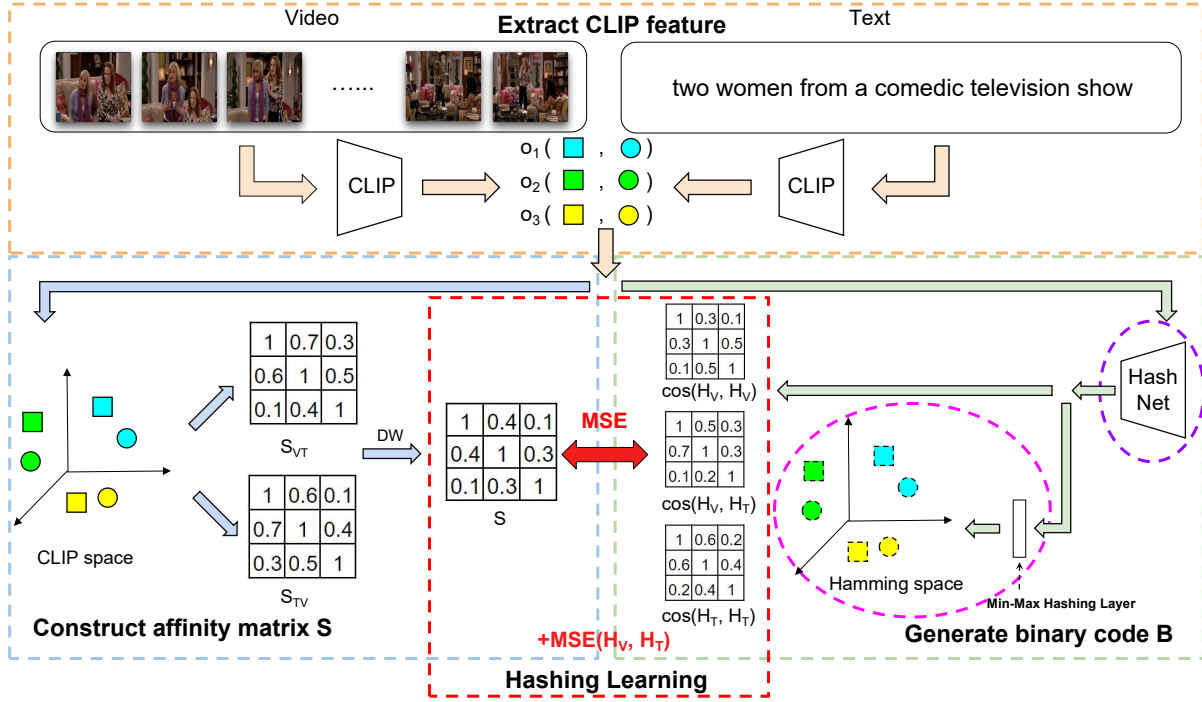 Video
Extract CLIP feature
Text
…...
two women from a comedic television show
CLIP
o1( , )
o2( , )
o3( , )
CLIP
1 0.7 0.3
0.6 1 0.5
0.1 0.4 1
SVT
1 0.6 0.1
0.7 1 0.4
0.3 0.5 1
STV
CLIP space
Construct affinity matrix S
DW
1 0.4 0.1
0.4 1 0.3
0.1 0.3 1
S
MSE
1 0.3 0.1
0.3 1 0.5
0.1 0.5 1
cos(HV, HV)
1 0.5 0.3
0.7 1 0.3
0.1 0.2 1
cos(HV, HT)
1 0.6 0.2
0.6 1 0.4
0.2 0.4 1
cos(HT, HT)
+MSE(HV, HT)
Hashing Learning
Hash
Net
Hamming space
Min-Max Hashing Layer
Generate binary code B